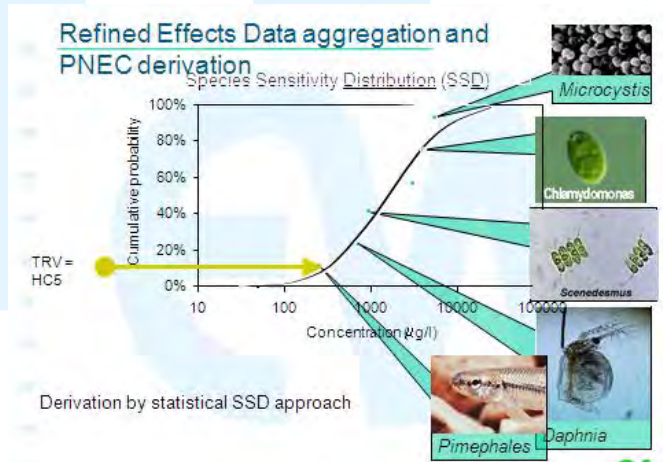 Refined Effects Data aggregation and
PNEC derivation
Species Sensitivity Distribution (SSD)
Microcystis
100%
80%
60%
40%
20%
0%
Cumulative probability
Chlamydomonas
Scenedesmus
TRV =
HC5
10
100
1000
10000
100000
Concentration μg/l)
Derivation by statistical SSD approach
Pimephales
Daphnia